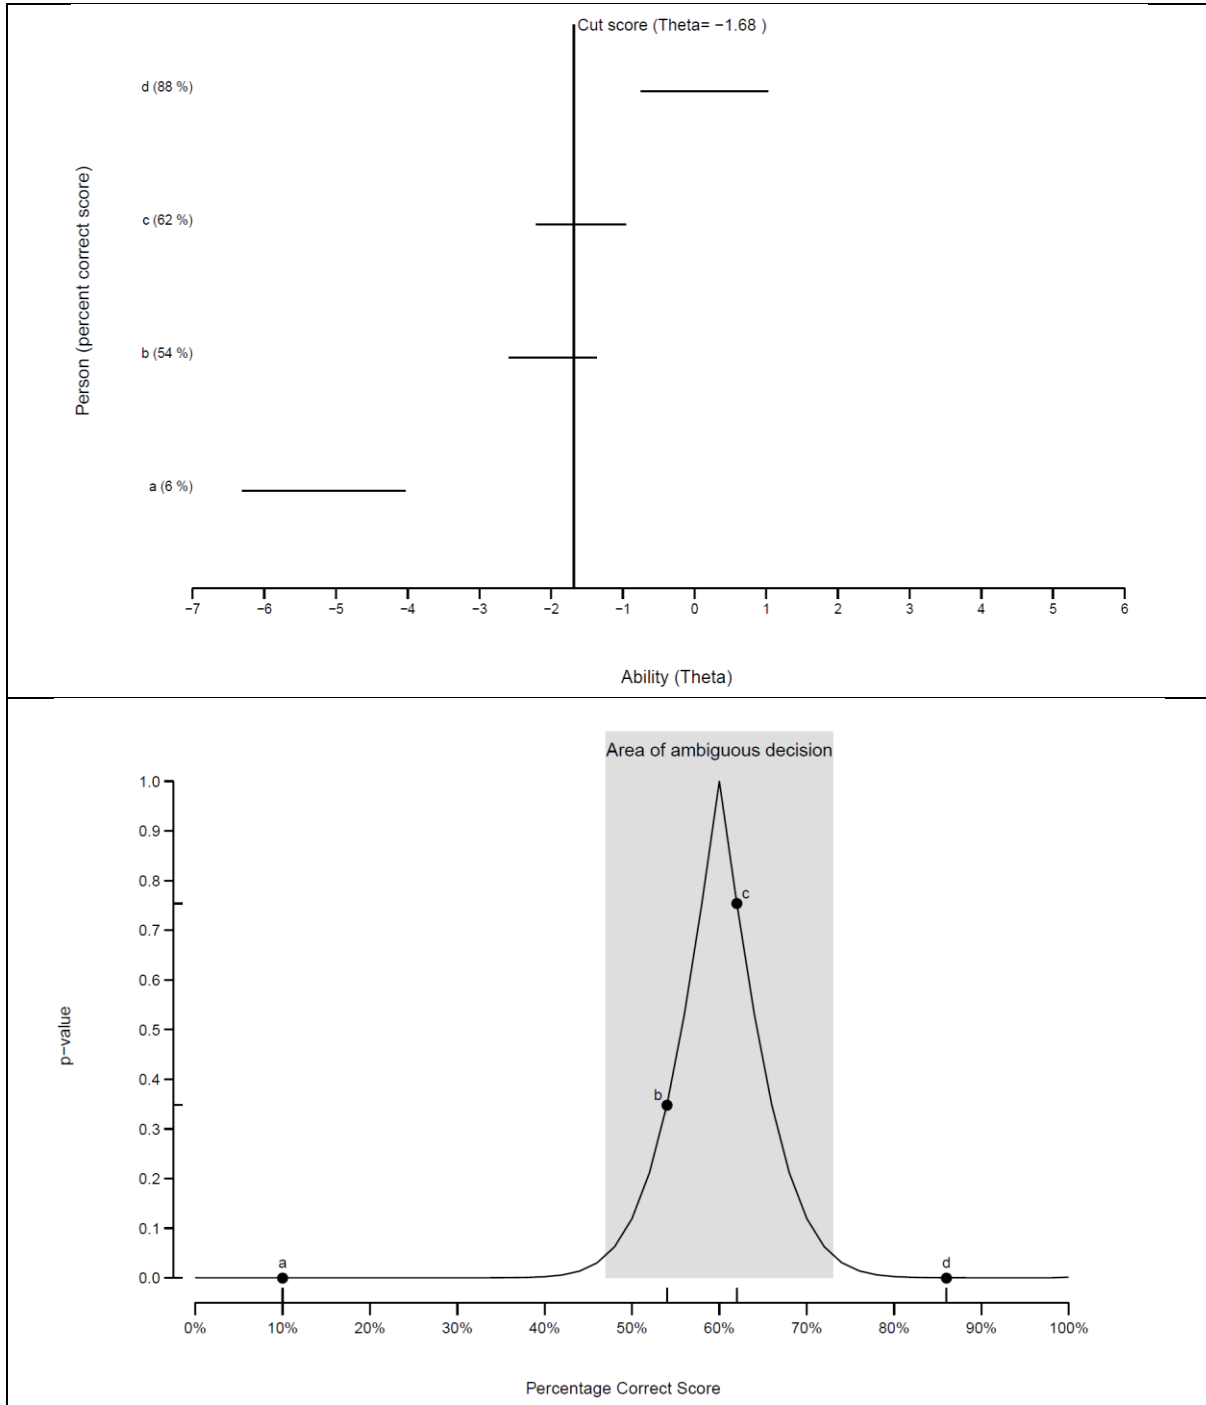 Cut score (Theta= −1.68 )
d (88 %)
c (62 %)
b (54 %)
a (6 %)
Person (percent correct score)
−7 −6 −5 −4 −3 −2 −1 0 1 2 3 4 5 6
Ability (Theta)
Area of ambiguous decision
1.0
0.9
0.8
c
0.7
0.6
0.5
0.4
b
0.3
0.2
0.1
a d
0.0
p−value
0% 10% 20% 30% 40% 50% 60% 70% 80% 90% 100%
Percentage Correct Score